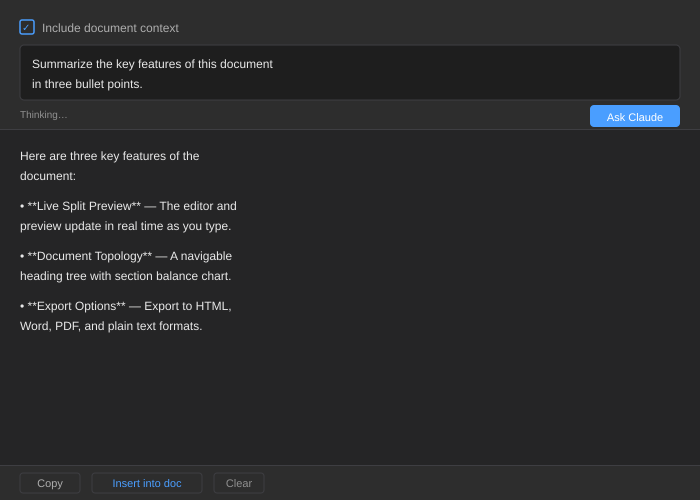 ✓ Include document context
Summarize the key features of this document
in three bullet points.
Thinking…
Ask Claude
Here are three key features of the
document:
• **Live Split Preview** — The editor and
preview update in real time as you type.
• **Document Topology** — A navigable
heading tree with section balance chart.
• **Export Options** — Export to HTML,
Word, PDF, and plain text formats.
Copy
Insert into doc
Clear